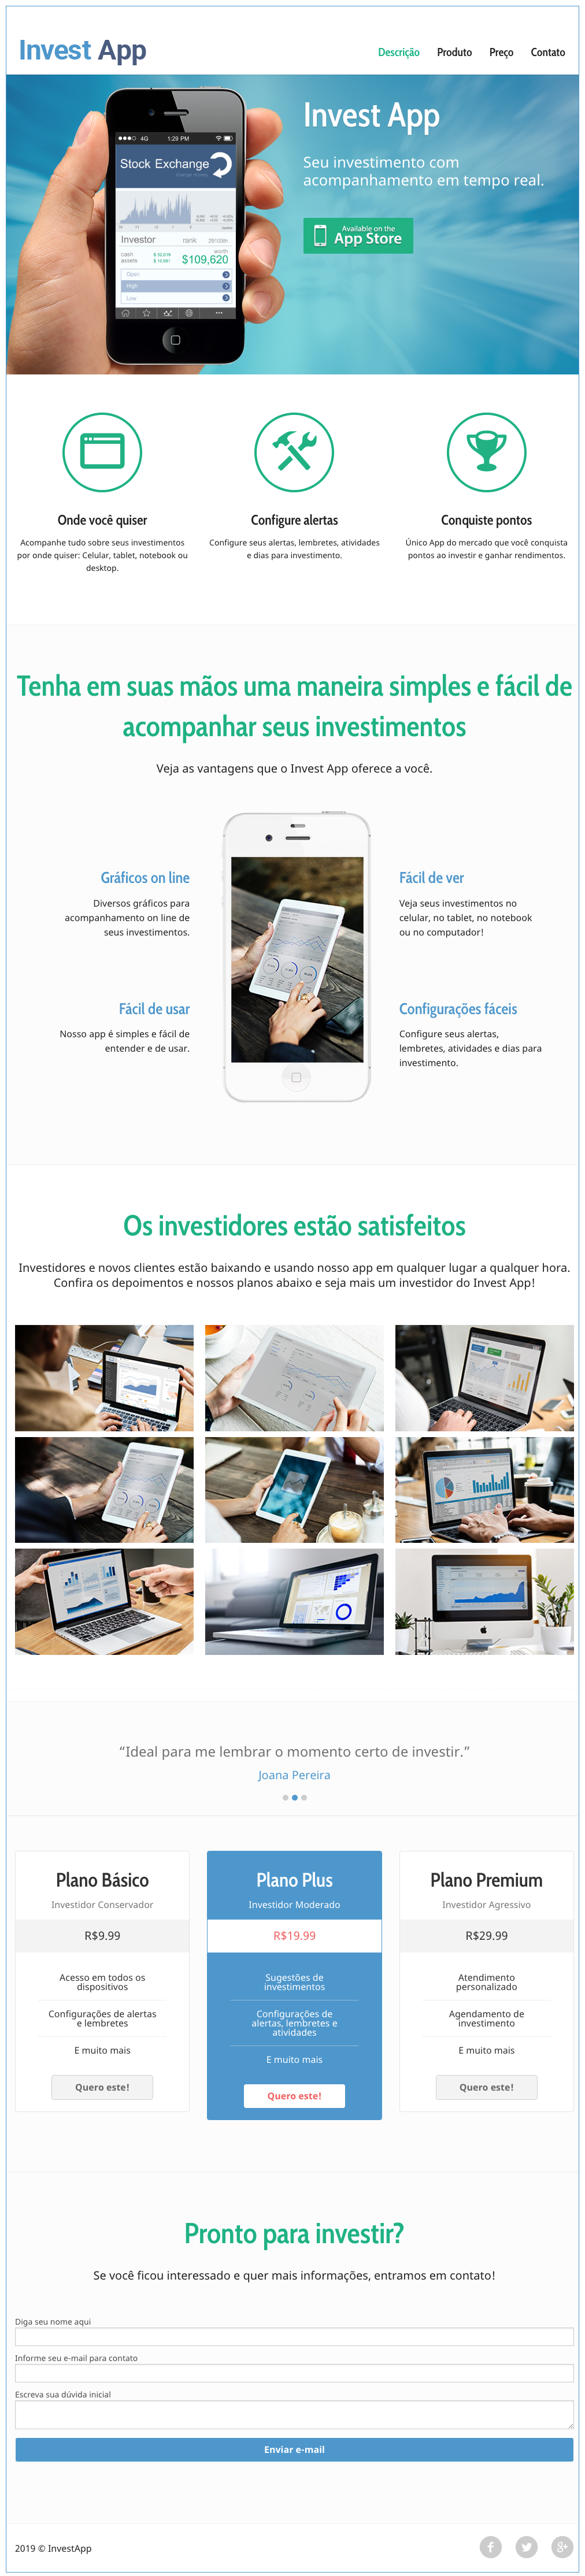 Invest App
Descrição Produto Preço Contato
Invest App
Seu investimento com
acompanhamento em tempo real.
Available on the
App Store
4G 1:29 PM
Stock Exchange
Investor rank
worth
cash
assets
$109,620
Open
High
Low
Onde você quiser
Acompanhe tudo sobre seus investimentos
por onde quiser: Celular, tablet, notebook ou
desktop.
Configure alertas
Configure seus alertas, lembretes, atividades
e dias para investimento.
Conquiste pontos
Único App do mercado que você conquista
pontos ao investir e ganhar rendimentos.
Tenha em suas mãos uma maneira simples e fácil de
acompanhar seus investimentos
Veja as vantagens que o Invest App oferece a você.
Gráficos on line
Diversos gráficos para
acompanhamento on line de
seus investimentos.
Fácil de usar
Nosso app é simples e fácil de
entender e de usar.
Fácil de ver
Veja seus investimentos no
celular, no tablet, no notebook
ou no computador!
Configurações fáceis
Configure seus alertas,
lembretes, atividades e dias para
investimento.
Os investidores estão satisfeitos
Investidores e novos clientes estão baixando e usando nosso app em qualquer lugar a qualquer hora.
Confira os depoimentos e nossos planos abaixo e seja mais um investidor do Invest App!
“Ideal para me lembrar o momento certo de investir.”
Joana Pereira
Plano Básico
Investidor Conservador
R$9.99
Acesso em todos os
dispositivos
Configurações de alertas
e lembretes
E muito mais
Quero este!
Plano Plus
Investidor Moderado
R$19.99
Sugestões de
investimentos
Configurações de
alertas, lembretes e
atividades
E muito mais
Quero este!
Plano Premium
Investidor Agressivo
R$29.99
Atendimento
personalizado
Agendamento de
investimento
E muito mais
Quero este!
Pronto para investir?
Se você ficou interessado e quer mais informações, entramos em contato!
Diga seu nome aqui
Informe seu e-mail para contato
Escreva sua dúvida inicial
Enviar e-mail
2019 © InvestApp